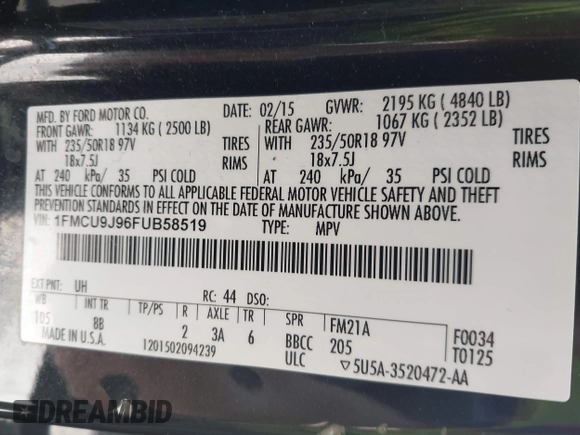 MFD. BY FORD MOTOR CO.
DATE: 02/15 GVWR: 2195 KG ( 4840 LB)
FRONT GAWR: 1134 KG ( 2500 LB) REAR GAWR: 1067 KG ( 2352 LB)
WITH 235/50R18 97V TIRES WITH 235/50R18 97V TIRES
18x7.5J RIMS 18x7.5J RIMS
AT 240 kPa/ 35 PSI COLD AT 240 kPa/ 35 PSI COLD
THIS VEHICLE CONFORMS TO ALL APPLICABLE FEDERAL MOTOR VEHICLE SAFETY AND THEFT
PREVENTION STANDARDS IN EFFECT ON THE DATE OF MANUFACTURE SHOWN ABOVE.
VIN: 1FMCU9J96FUB58519 TYPE: MPV
EXT PNT: UH RC: 44 DSO:
WB INT TR TP/PS R AXLE TR SPR FM21A F0034
105 8B 2 3A 6 BBCC 205 T0125
MADE IN U.S.A. 1201502094239 ULC ▽5U5A-3520472-AA
DREAMBID